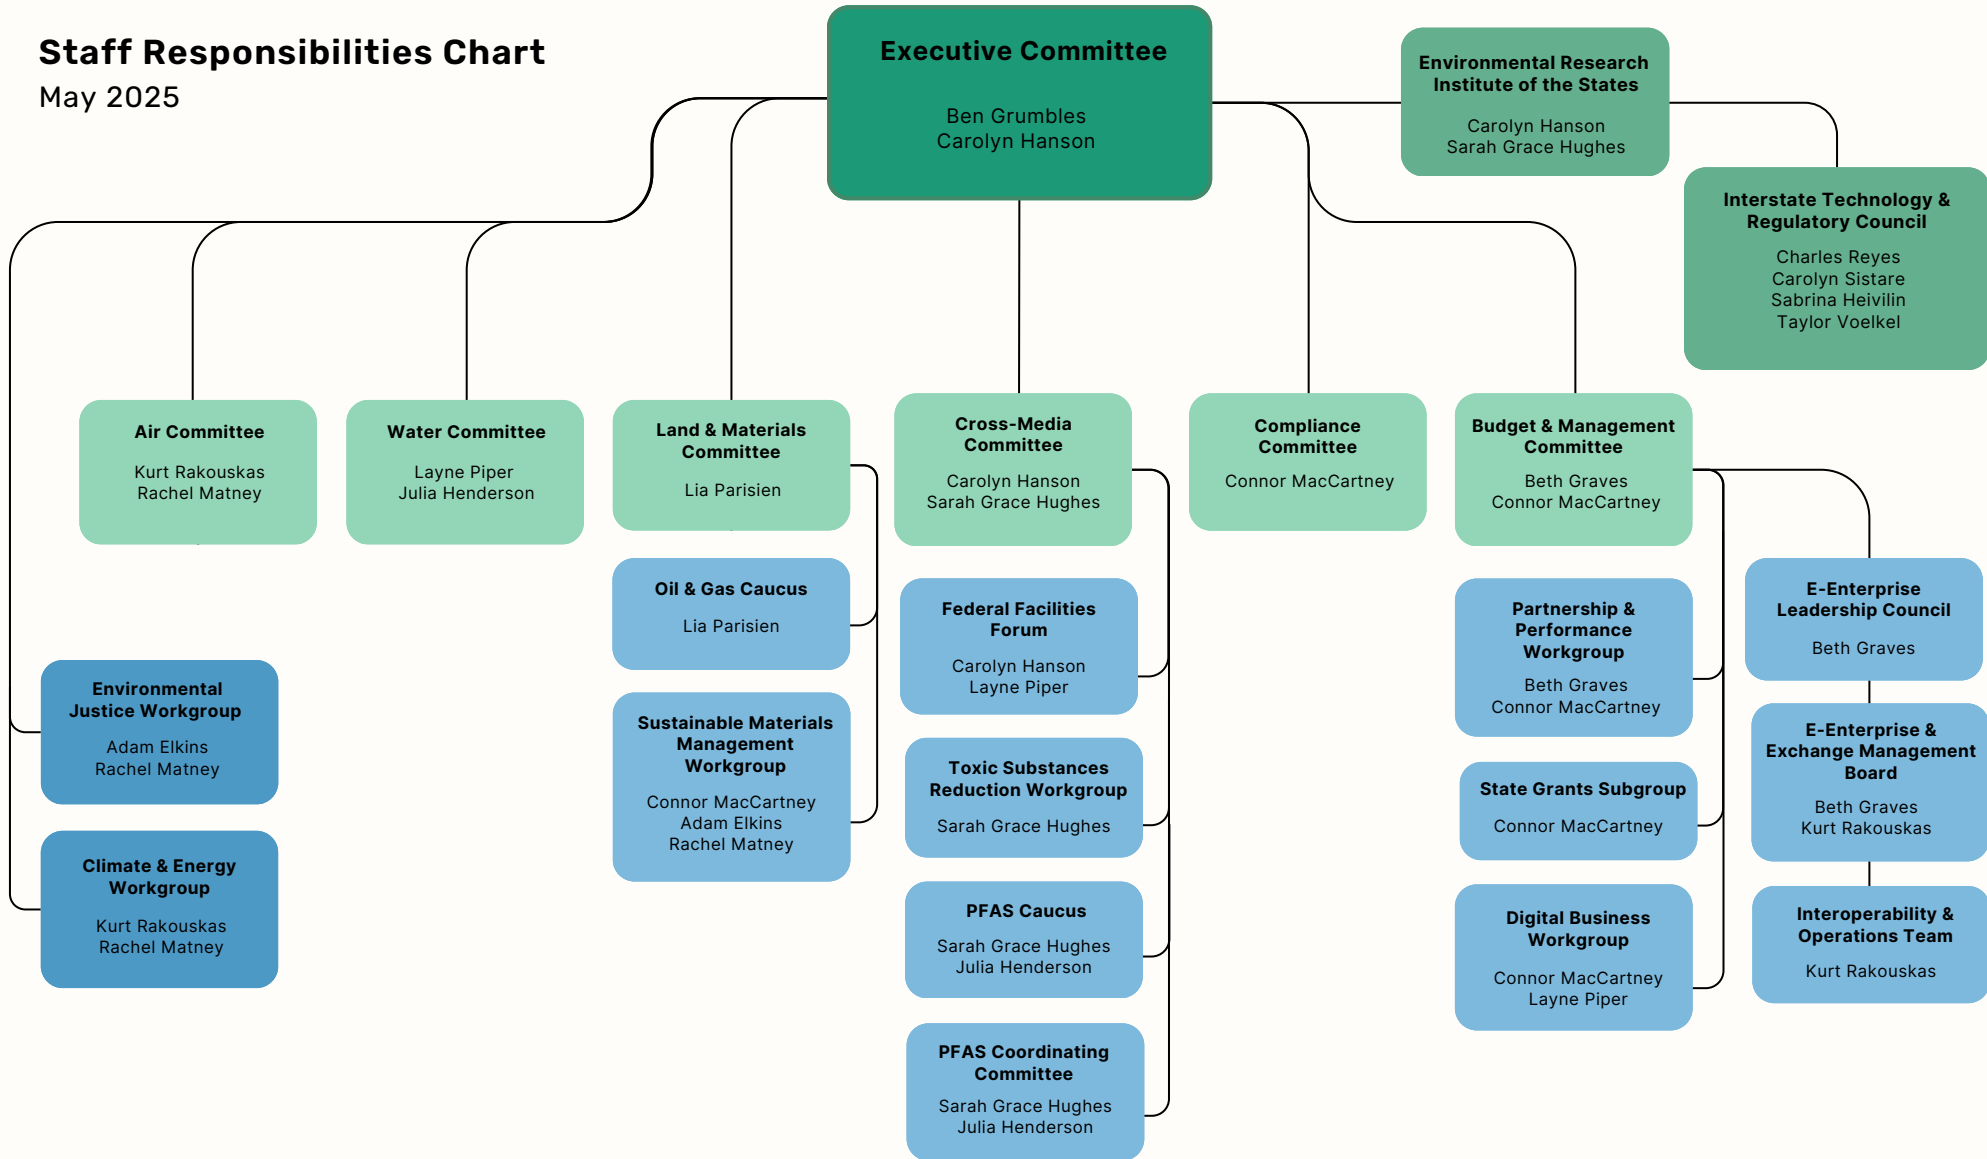 Staff Responsibilities Chart
May 2025
Executive Committee
Ben Grumbles
Carolyn Hanson
Environmental Research
Institute of the States
Carolyn Hanson
Sarah Grace Hughes
Interstate Technology &
Regulatory Council
Charles Reyes
Carolyn Sistare
Sabrina Heivilin
Taylor Voelkel
Air Committee
Kurt Rakouskas
Rachel Matney
Water Committee
Layne Piper
Julia Henderson
Land & Materials
Committee
Lia Parisien
Cross-Media
Committee
Carolyn Hanson
Sarah Grace Hughes
Compliance
Committee
Connor MacCartney
Budget & Management
Committee
Beth Graves
Connor MacCartney
Environmental
Justice Workgroup
Adam Elkins
Rachel Matney
Climate & Energy
Workgroup
Kurt Rakouskas
Rachel Matney
Oil & Gas Caucus
Lia Parisien
Sustainable Materials
Management
Workgroup
Connor MacCartney
Adam Elkins
Rachel Matney
Federal Facilities
Forum
Carolyn Hanson
Layne Piper
Toxic Substances
Reduction Workgroup
Sarah Grace Hughes
PFAS Caucus
Sarah Grace Hughes
Julia Henderson
PFAS Coordinating
Committee
Sarah Grace Hughes
Julia Henderson
Partnership &
Performance
Workgroup
Beth Graves
Connor MacCartney
State Grants Subgroup
Connor MacCartney
Digital Business
Workgroup
Connor MacCartney
Layne Piper
E-Enterprise
Leadership Council
Beth Graves
E-Enterprise &
Exchange Management
Board
Beth Graves
Kurt Rakouskas
Interoperability &
Operations Team
Kurt Rakouskas